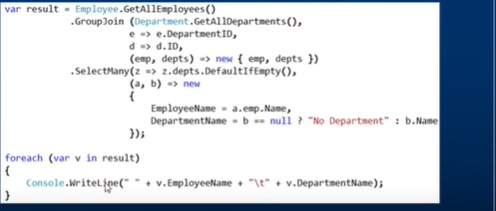 var result = Employee.GetAllEmployees()
.GroupJoin (Department.GetAllDepartments(),
e => e.DepartmentID,
d => d.ID,
(emp, depts) => new { emp, depts })
.SelectMany(z => z.depts.DefaultIfEmpty(),
(a, b) => new
{
EmployeeName = a.emp.Name,
DepartmentName = b == null ? "No Department" : b.Name
});
foreach (var v in result)
{
Console.WriteLine(" " + v.EmployeeName + "\t" + v.DepartmentName);
}